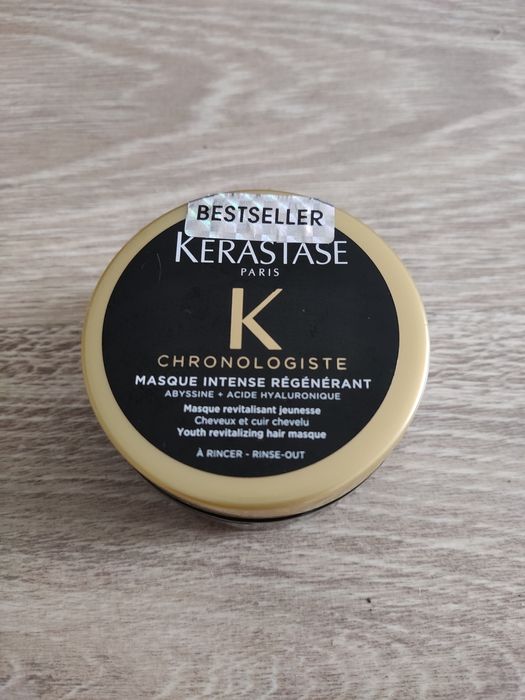 BESTSELLER
KERASTASE
PARIS
K
CHRONOLOGISTE
MASQUE INTENSE RÉGÉNÉRANT
ABYSSINE + ACIDE HYALURONIQUE
Masque revitalisant jeunesse
Cheveux et cuir chevelu
Youth revitalizing hair masque
À RINCER - RINSE-OUT